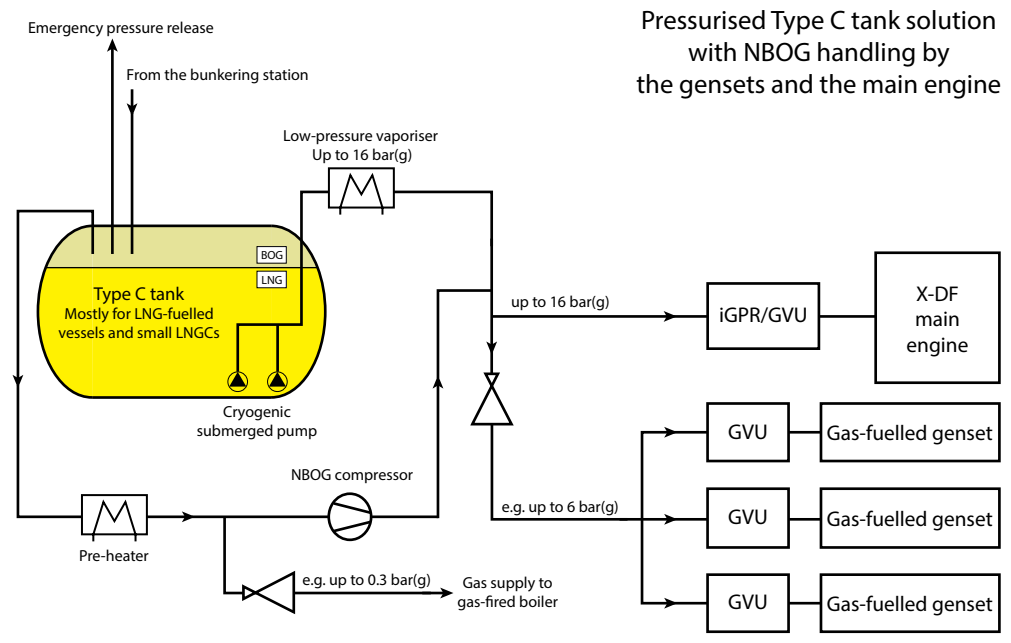 Pressurised Type C tank solution
with NBOG handling by
the gensets and the main engine
Emergency pressure release
From the bunkering station
Low-pressure vaporiser
Up to 16 bar(g)
BOG
LNG
Type C tank
Mostly for LNG-fuelled
vessels and small LNGCs
Cryogenic
submerged pump
up to 16 bar(g)
iGPR/GVU
X-DF
main
engine
GVU
Gas-fuelled genset
NBOG compressor
e.g. up to 6 bar(g)
GVU
Gas-fuelled genset
Pre-heater
e.g. up to 0.3 bar(g)
Gas supply to
gas-fired boiler
GVU
Gas-fuelled genset